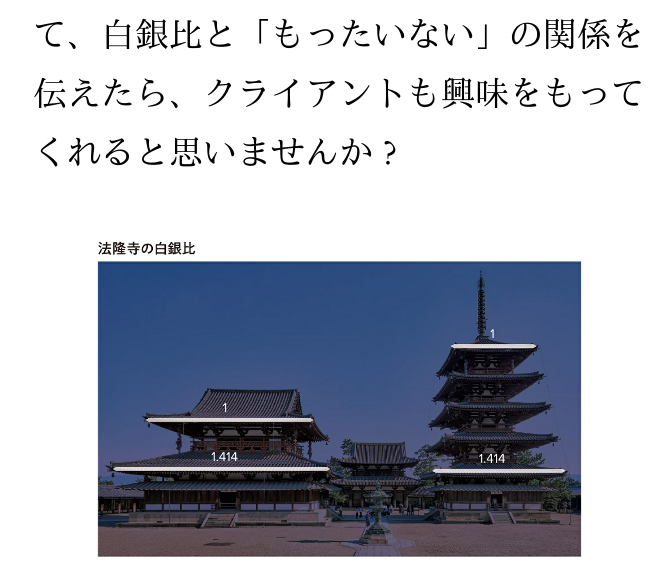 て、白銀比と「もったいない」の関係を
伝えたら、クライアントも興味をもって
くれると思いませんか？
法隆寺の白銀比
1
1
1.414
1.414